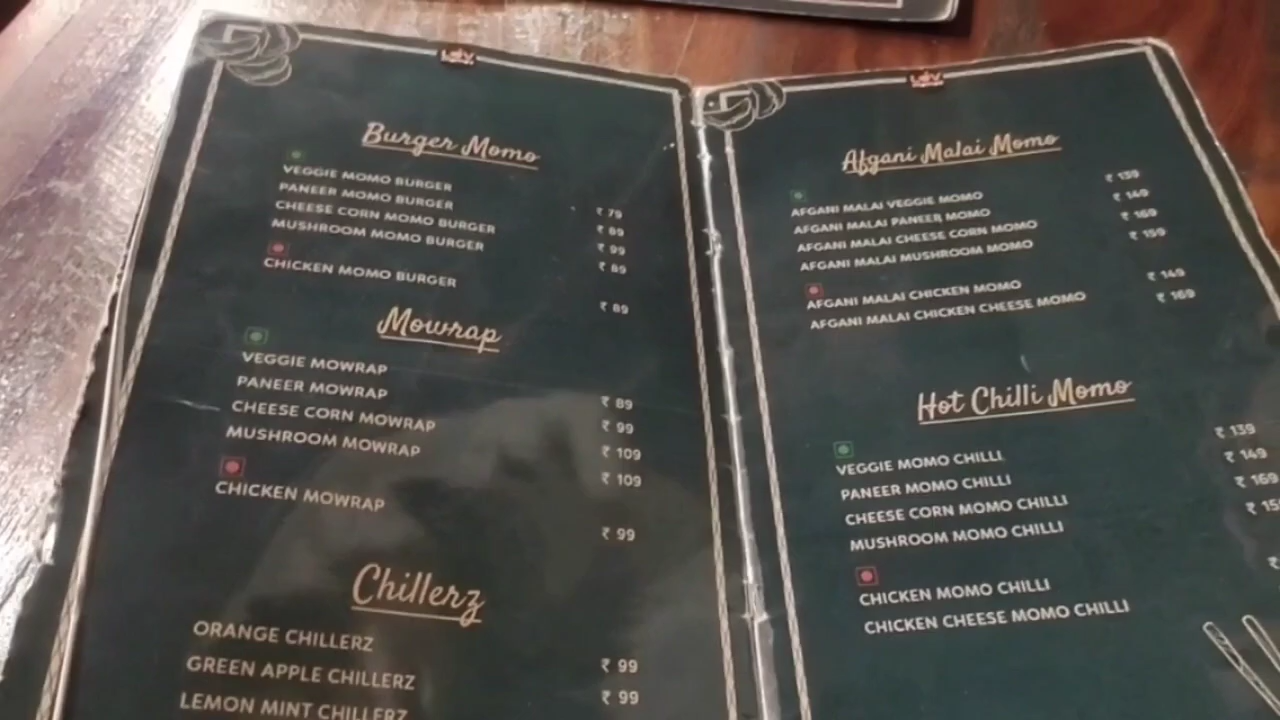 Burger Momo
VEGGIE MOMO BURGER ₹ 79
PANEER MOMO BURGER ₹ 89
CHEESE CORN MOMO BURGER ₹ 99
MUSHROOM MOMO BURGER ₹ 89
CHICKEN MOMO BURGER ₹ 89
Mowrap
VEGGIE MOWRAP ₹ 89
PANEER MOWRAP ₹ 99
CHEESE CORN MOWRAP ₹ 109
MUSHROOM MOWRAP ₹ 109
CHICKEN MOWRAP ₹ 99
Chillerz
ORANGE CHILLERZ ₹ 99
GREEN APPLE CHILLERZ ₹ 99
LEMON MINT CHILLERZ
Afgani Malai Momo
AFGANI MALAI VEGGIE MOMO ₹ 139
AFGANI MALAI PANEER MOMO ₹ 149
AFGANI MALAI CHEESE CORN MOMO ₹ 169
AFGANI MALAI MUSHROOM MOMO ₹ 159
AFGANI MALAI CHICKEN MOMO ₹ 149
AFGANI MALAI CHICKEN CHEESE MOMO ₹ 169
Hot Chilli Momo
VEGGIE MOMO CHILLI ₹ 139
PANEER MOMO CHILLI ₹ 149
CHEESE CORN MOMO CHILLI ₹ 169
MUSHROOM MOMO CHILLI ₹
CHICKEN MOMO CHILLI ₹
CHICKEN CHEESE MOMO CHILLI